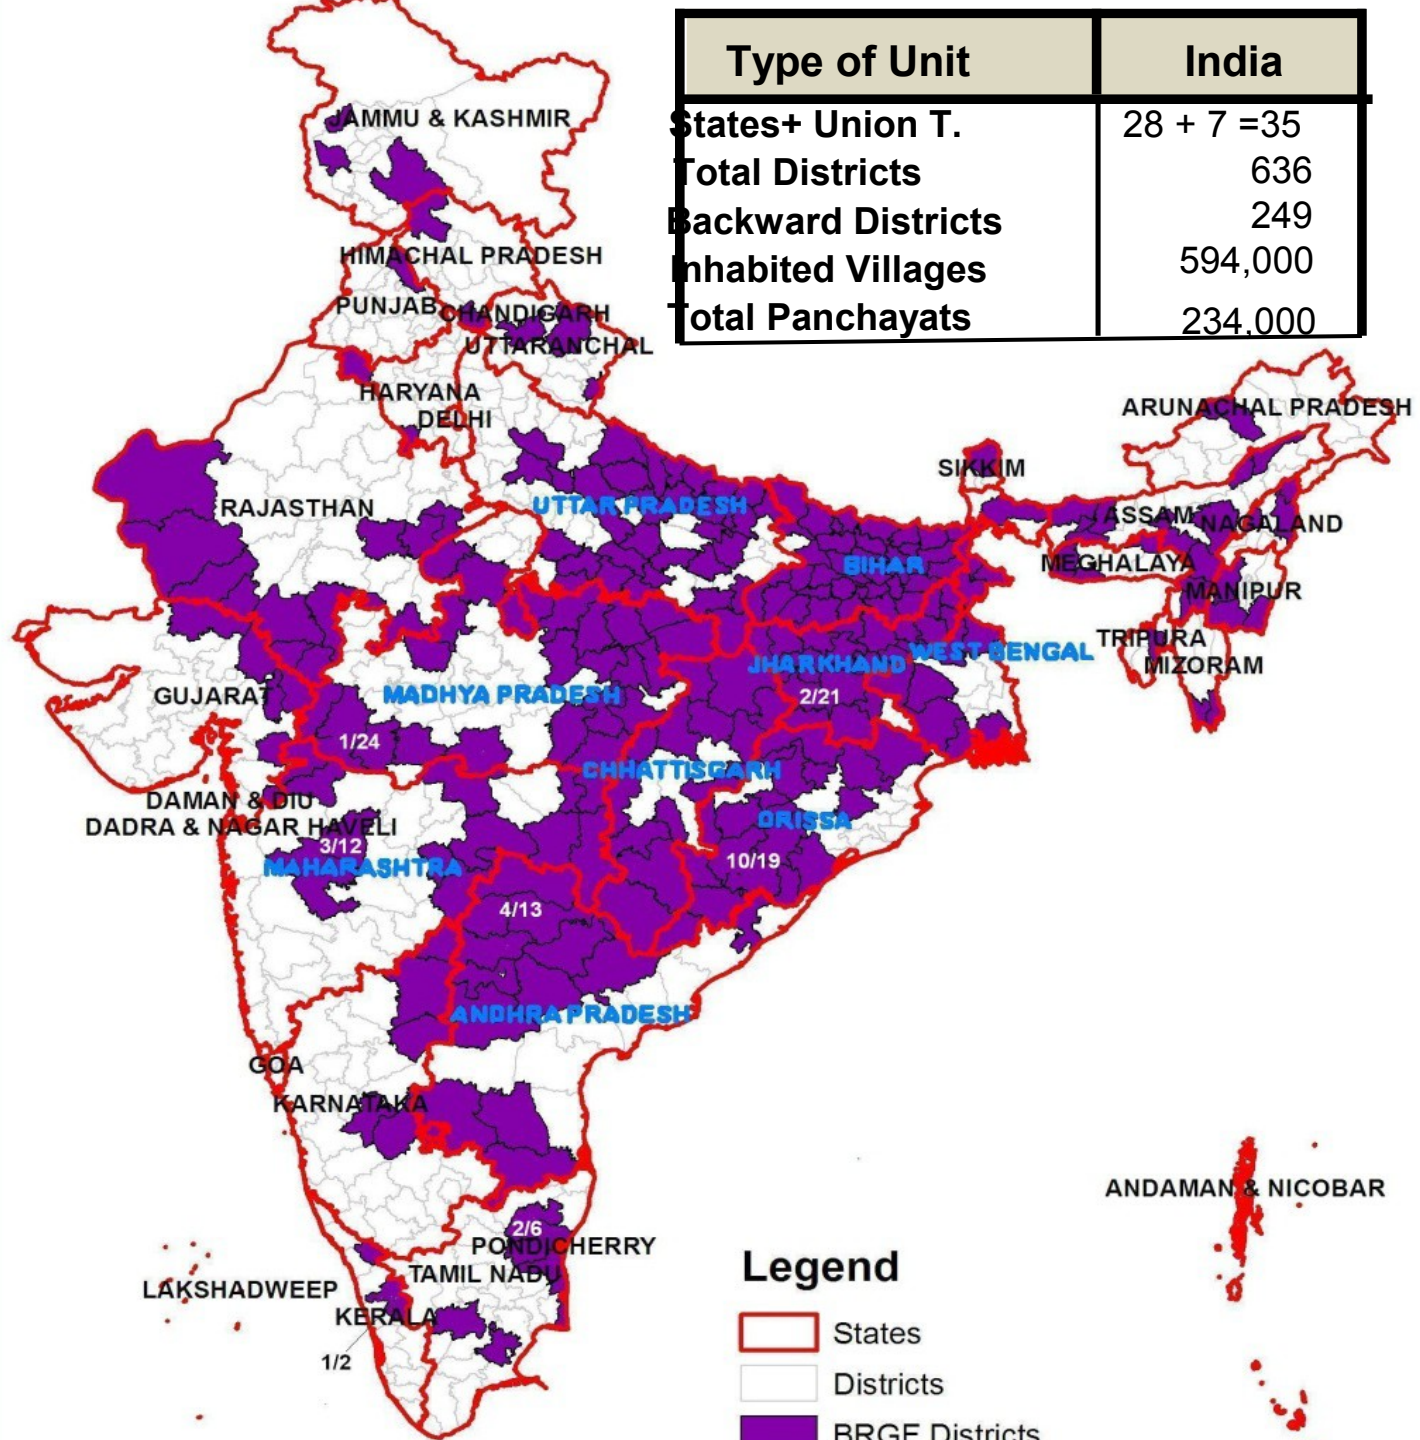 Type of Unit India
States+ Union T. 28 + 7 =35
Total Districts 636
Backward Districts 249
Inhabited Villages 594,000
Total Panchayats 234,000
JAMMU & KASHMIR
HIMACHAL PRADESH
PUNJAB
CHANDIGARH
UTTARANCHAL
HARYANA
DELHI
ARUNACHAL PRADESH
SIKKIM
RAJASTHAN
UTTAR PRADESH
ASSAM
NAGALAND
BIHAR
MEGHALAYA
MANIPUR
TRIPURA
WEST BENGAL
JHARKHAND
MIZORAM
GUJARAT
MADHYA PRADESH
2/21
1/24
CHHATTISGARH
DAMAN & DIU
DADRA & NAGAR HAVELI
ORISSA
3/12
MAHARASHTRA
10/19
4/13
ANDHRA PRADESH
GOA
KARNATAKA
ANDAMAN & NICOBAR
2/6
PONDICHERRY
TAMIL NADU
LAKSHADWEEP
KERALA
1/2
Legend
States
Districts
BRGF Districts